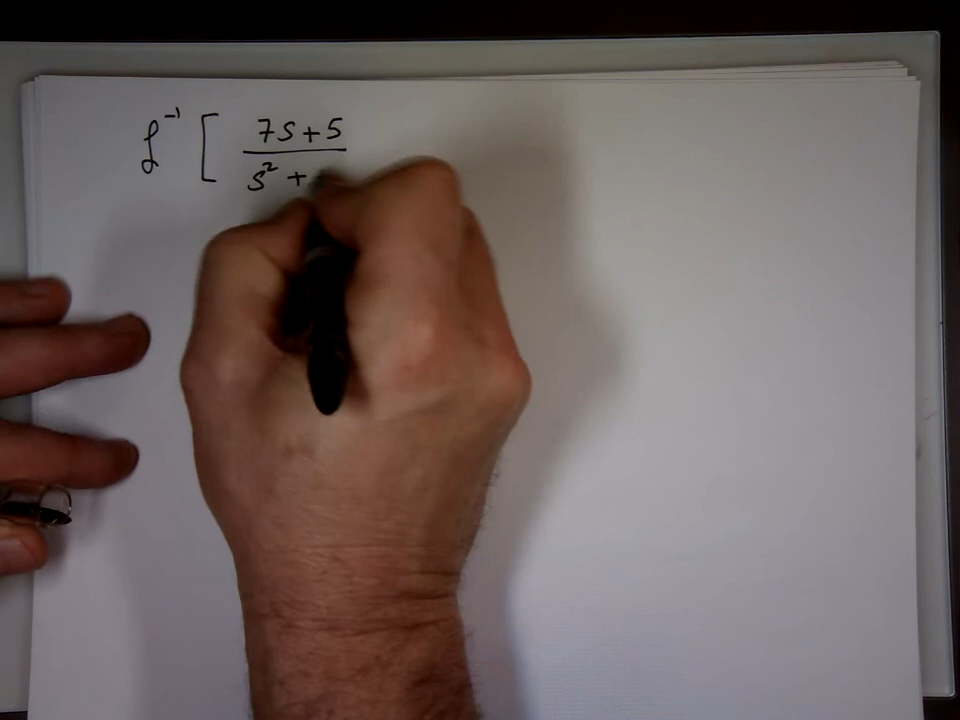 ℒ⁻¹ [ (7s+5)/(s² +